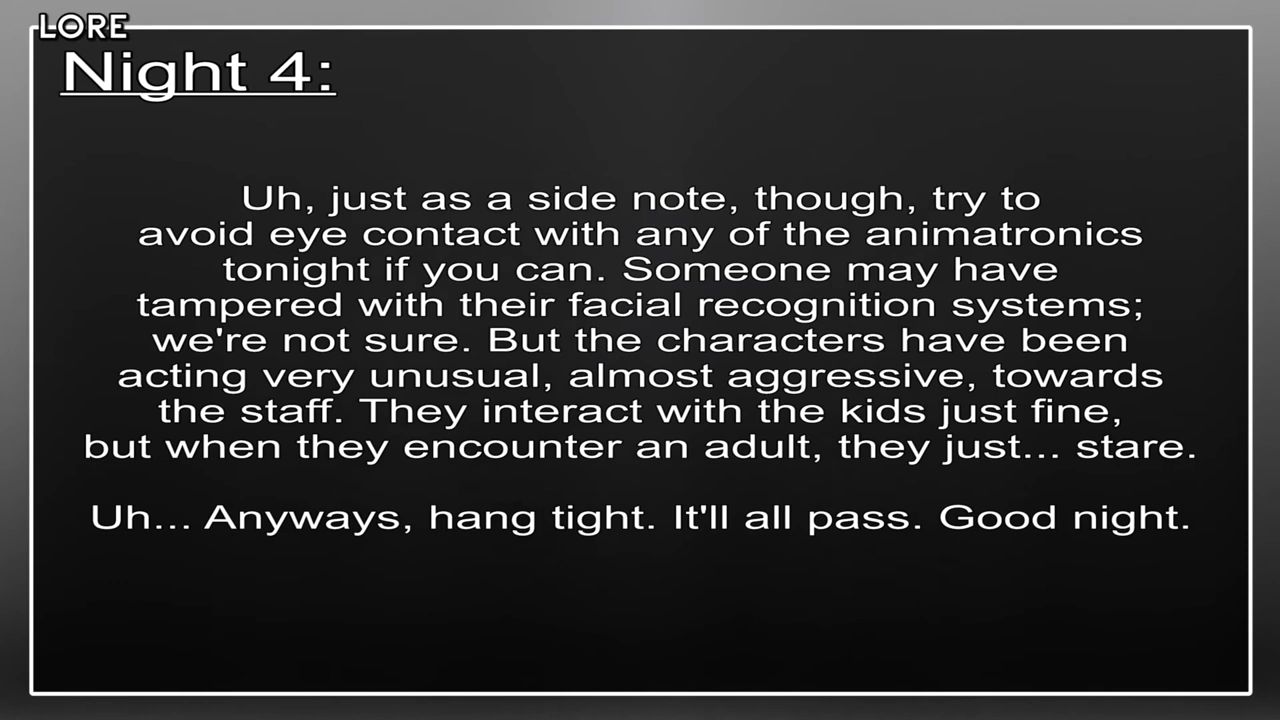 LORE
Night 4:
Uh, just as a side note, though, try to
avoid eye contact with any of the animatronics
tonight if you can. Someone may have
tampered with their facial recognition systems;
we're not sure. But the characters have been
acting very unusual, almost aggressive, towards
the staff. They interact with the kids just fine,
but when they encounter an adult, they just... stare.
Uh... Anyways, hang tight. It'll all pass. Good night.